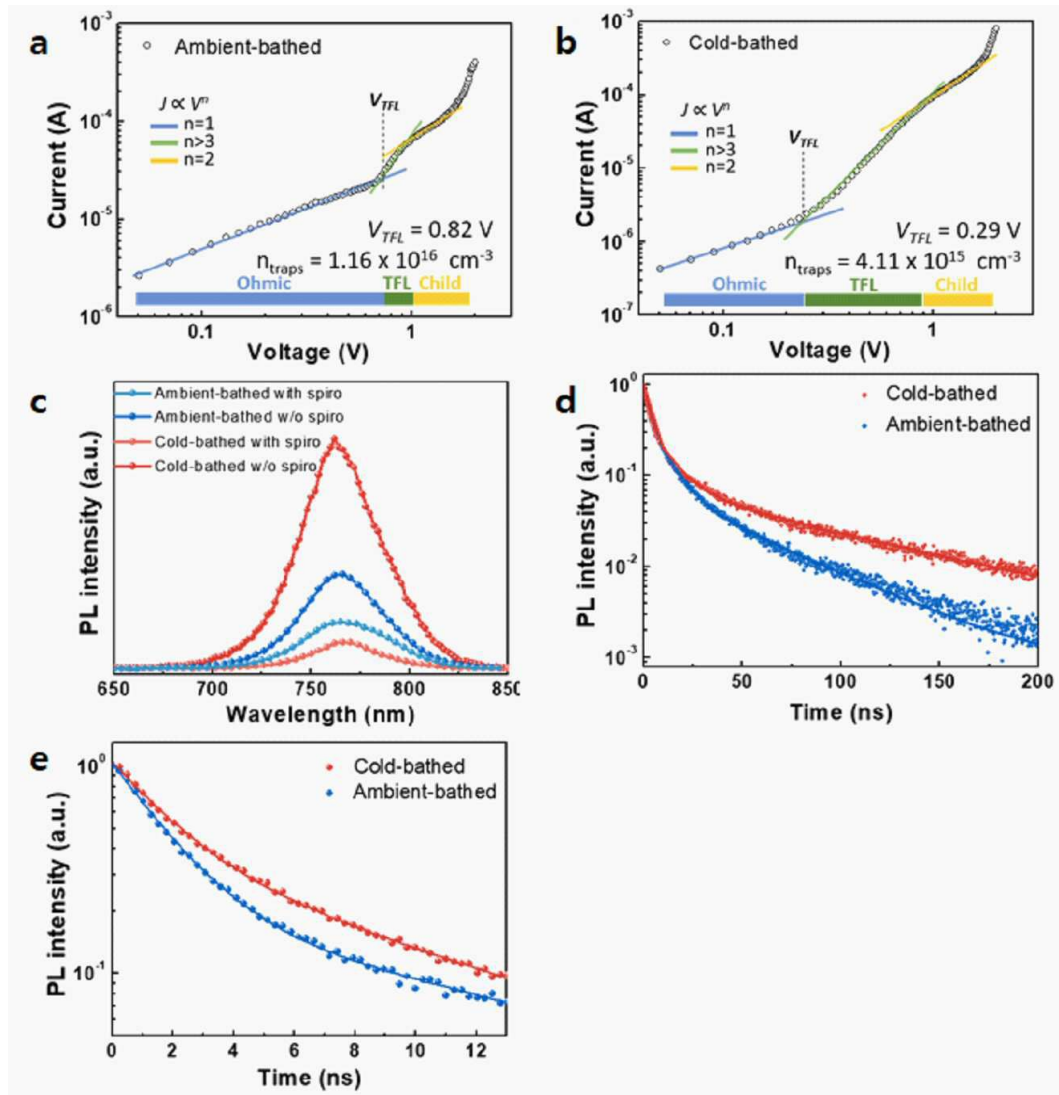 a
Ambient-bathed
J ∝ Vⁿ
n=1
n>3
n=2
V_TFL
V_TFL = 0.82 V
n_traps = 1.16 x 10¹⁶ cm⁻³
Ohmic TFL Child
10⁻³
10⁻⁴
10⁻⁵
10⁻⁶
Current (A)
0.1 1
Voltage (V)
b
Cold-bathed
J ∝ Vⁿ
n=1
n>3
n=2
V_TFL
V_TFL = 0.29 V
n_traps = 4.11 x 10¹⁵ cm⁻³
Ohmic TFL Child
10⁻³
10⁻⁴
10⁻⁵
10⁻⁶
10⁻⁷
Current (A)
0.1 1
Voltage (V)
c
Ambient-bathed with spiro
Ambient-bathed w/o spiro
Cold-bathed with spiro
Cold-bathed w/o spiro
PL intensity (a.u.)
650 700 750 800 850
Wavelength (nm)
d
Cold-bathed
Ambient-bathed
10⁰
10⁻¹
10⁻²
10⁻³
PL intensity (a.u.)
0 50 100 150 200
Time (ns)
e
Cold-bathed
Ambient-bathed
10⁰
10⁻¹
PL intensity (a.u.)
0 2 4 6 8 10 12
Time (ns)